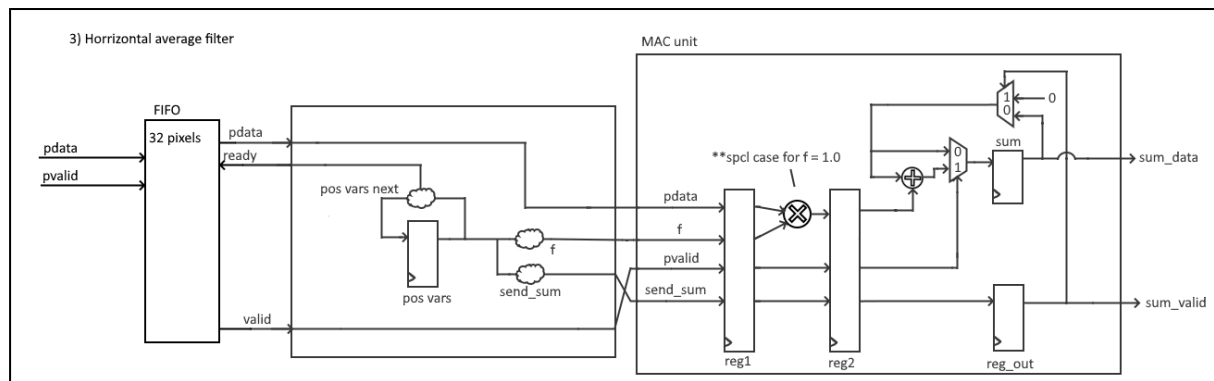 3) Horrizontal average filter
MAC unit
FIFO
32 pixels
pdata
pvalid
pdata
ready
valid
pos vars next
pos vars
f
send_sum
pdata
f
pvalid
send_sum
**spcl case for f = 1.0
reg1
reg2
0
1
1
0
0
sum
reg_out
sum_data
sum_valid